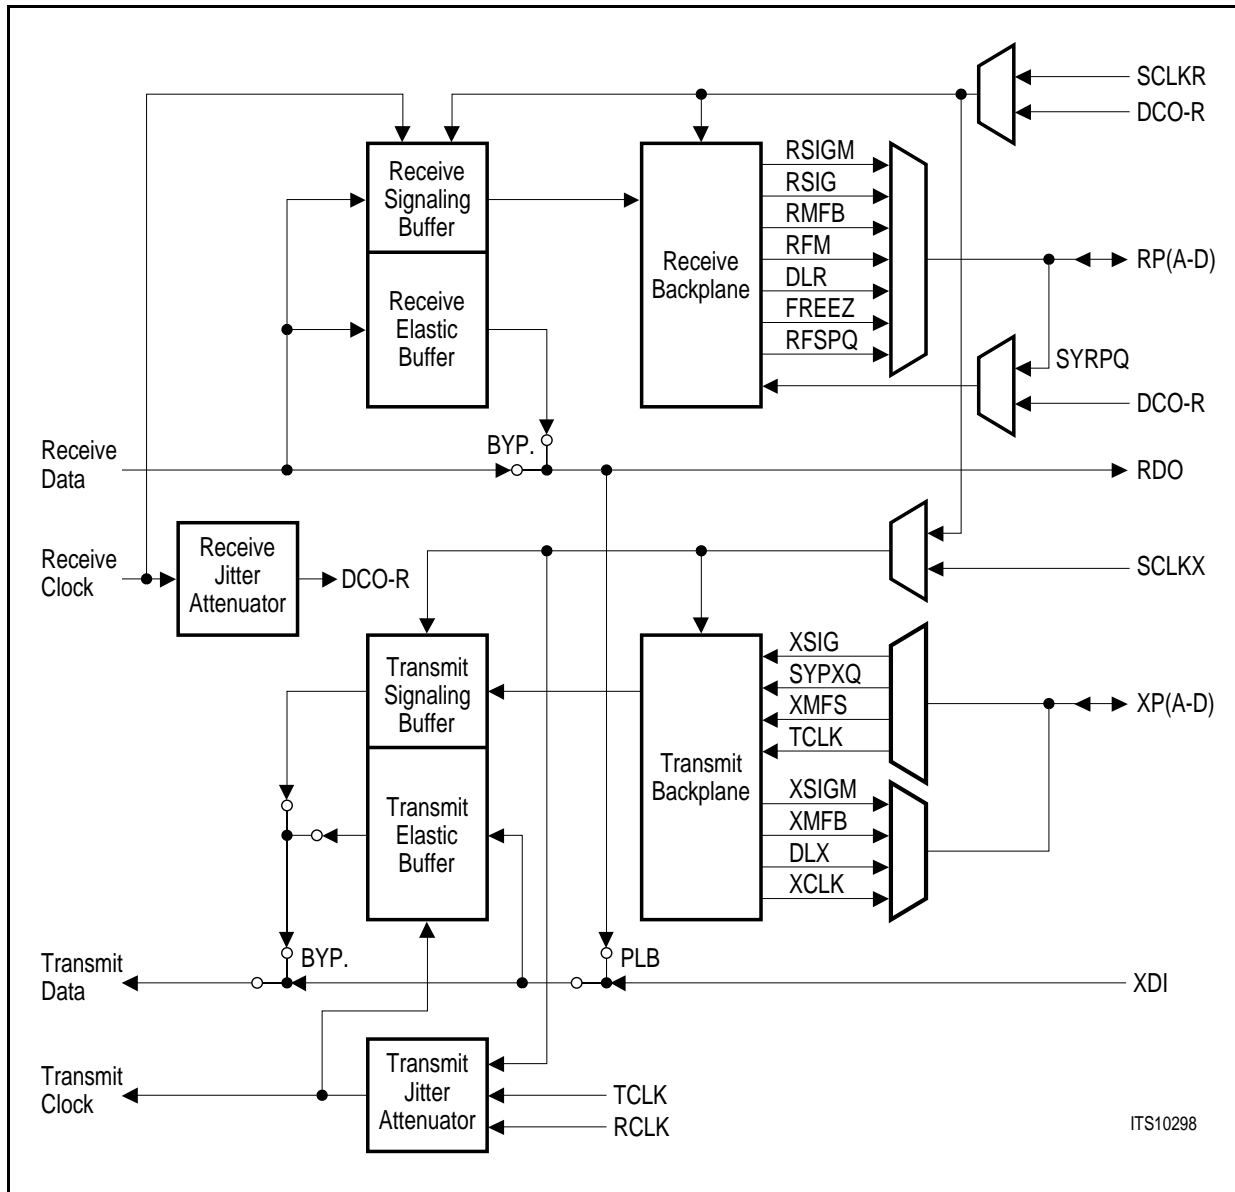 SCLKR
DCO-R
Receive
Signaling
Buffer
Receive
Elastic
Buffer
Receive
Backplane
RSIGM
RSIG
RMFB
RFM
DLR
FREEZ
RFSPQ
RP(A-D)
SYRPQ
DCO-R
BYP.
Receive
Data
RDO
Receive
Clock
Receive
Jitter
Attenuator
DCO-R
SCLKX
Transmit
Signaling
Buffer
Transmit
Elastic
Buffer
Transmit
Backplane
XSIG
SYPXQ
XMFS
TCLK
XSIGM
XMFB
DLX
XCLK
XP(A-D)
BYP.
PLB
Transmit
Data
XDI
Transmit
Clock
Transmit
Jitter
Attenuator
TCLK
RCLK
ITS10298